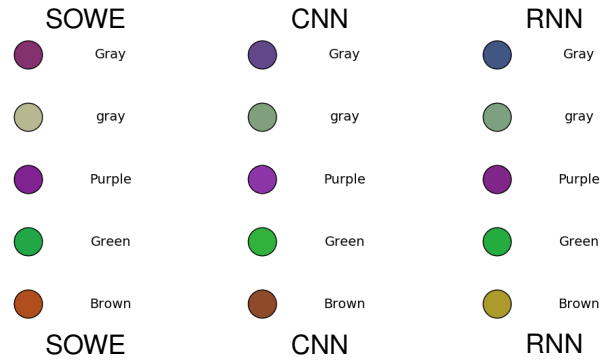 SOWE CNN RNN
Gray Gray Gray
gray gray gray
Purple Purple Purple
Green Green Green
Brown Brown Brown
SOWE CNN RNN